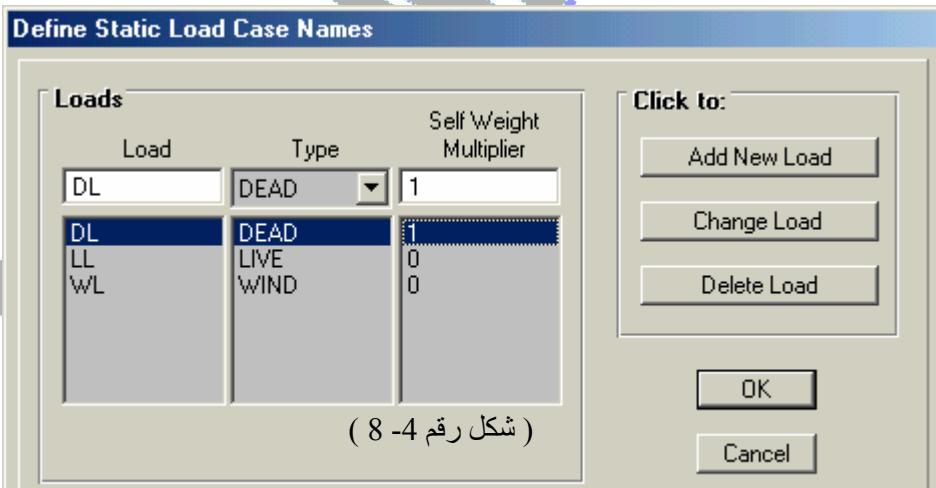 Define Static Load Case Names
Loads
Load Type Self Weight Multiplier
DL DEAD 1
DL DEAD 1
LL LIVE 0
WL WIND 0
( شكل رقم 4- 8 )
Click to:
Add New Load
Change Load
Delete Load
OK
Cancel